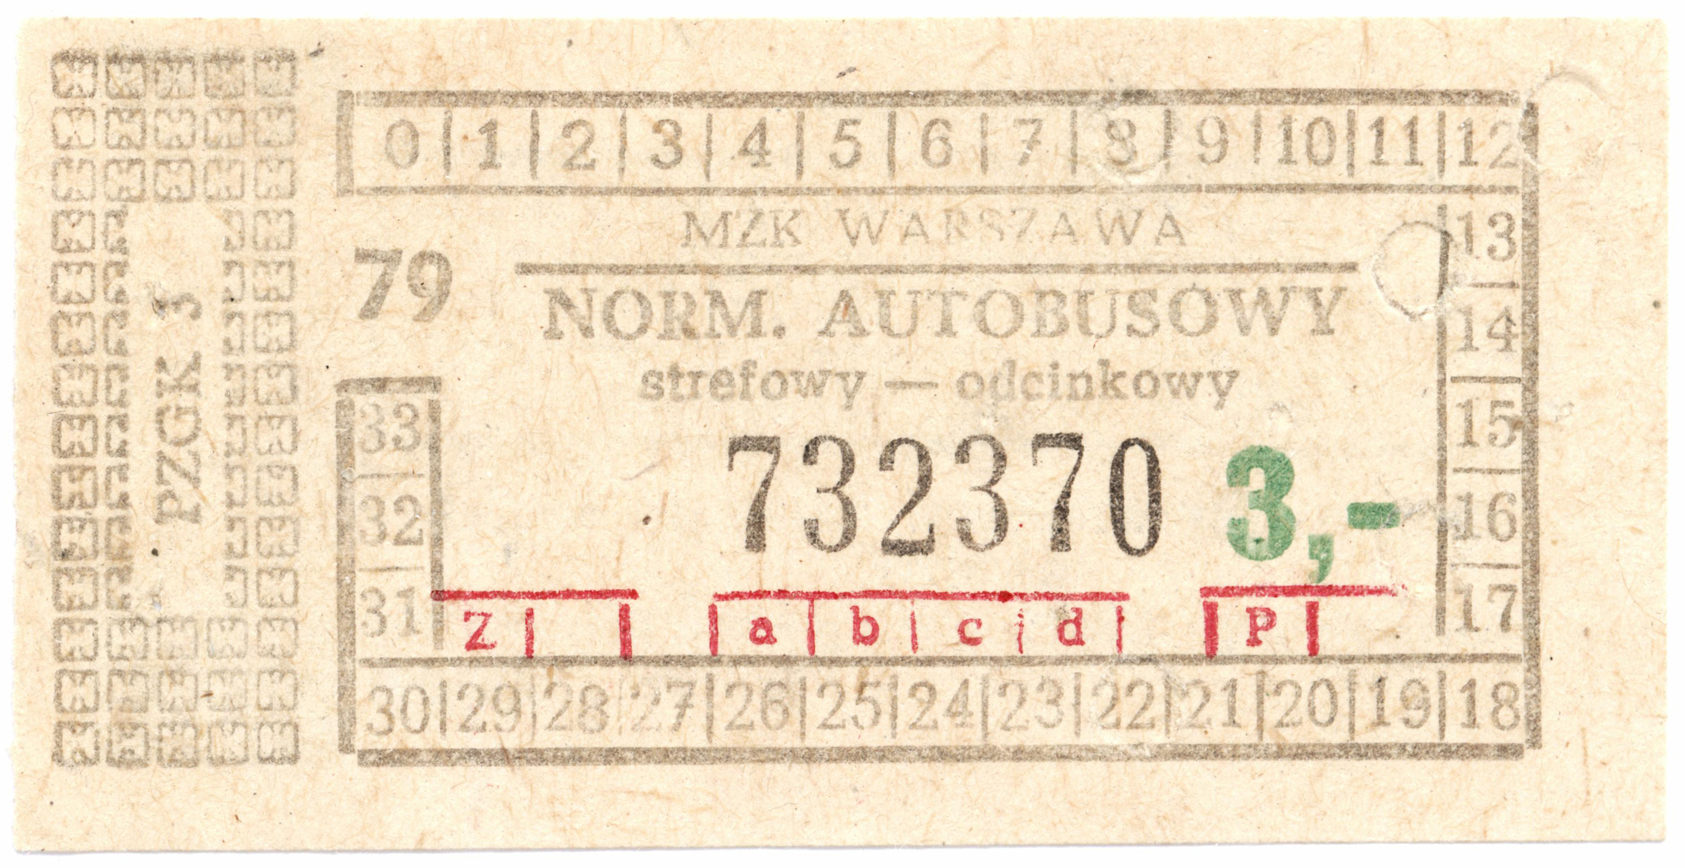 0 1 2 3 4 5 6 7 8 9 10 11 12
MZK WARSZAWA
13
79
NORM. AUTOBUSOWY
14
PZGK 3
strefowy — odcinkowy
33
15
732370 3,-
32
16
31
17
Z a b c d P
30 29 28 27 26 25 24 23 22 21 20 19 18